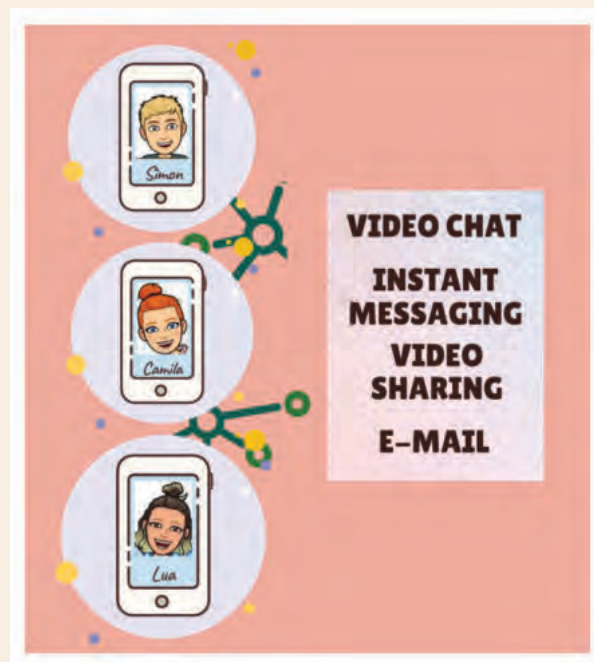 Simon
Camila
Lua
VIDEO CHAT
INSTANT
MESSAGING
VIDEO
SHARING
E-MAIL